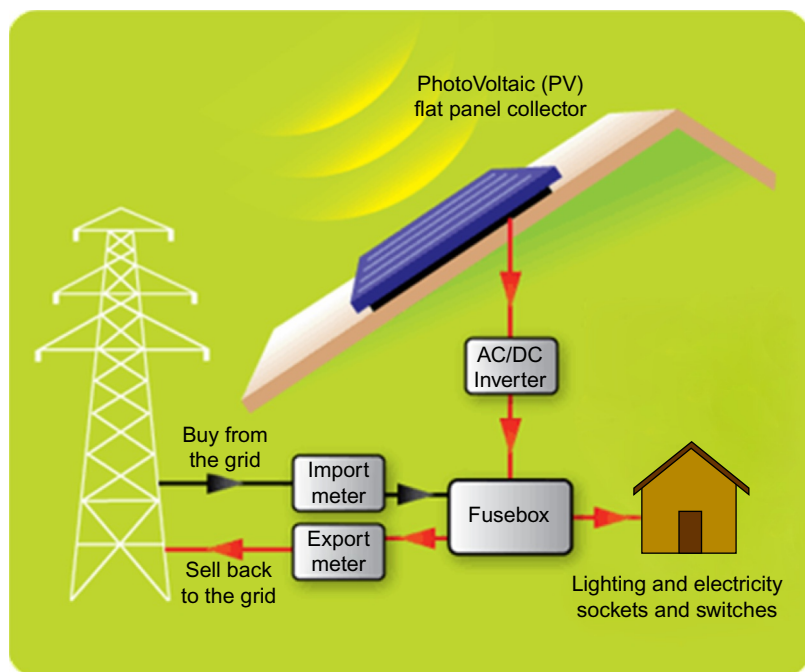 PhotoVoltaic (PV)
flat panel collector
AC/DC
Inverter
Buy from
the grid
Import
meter
Fusebox
Export
meter
Sell back
to the grid
Lighting and electricity
sockets and switches